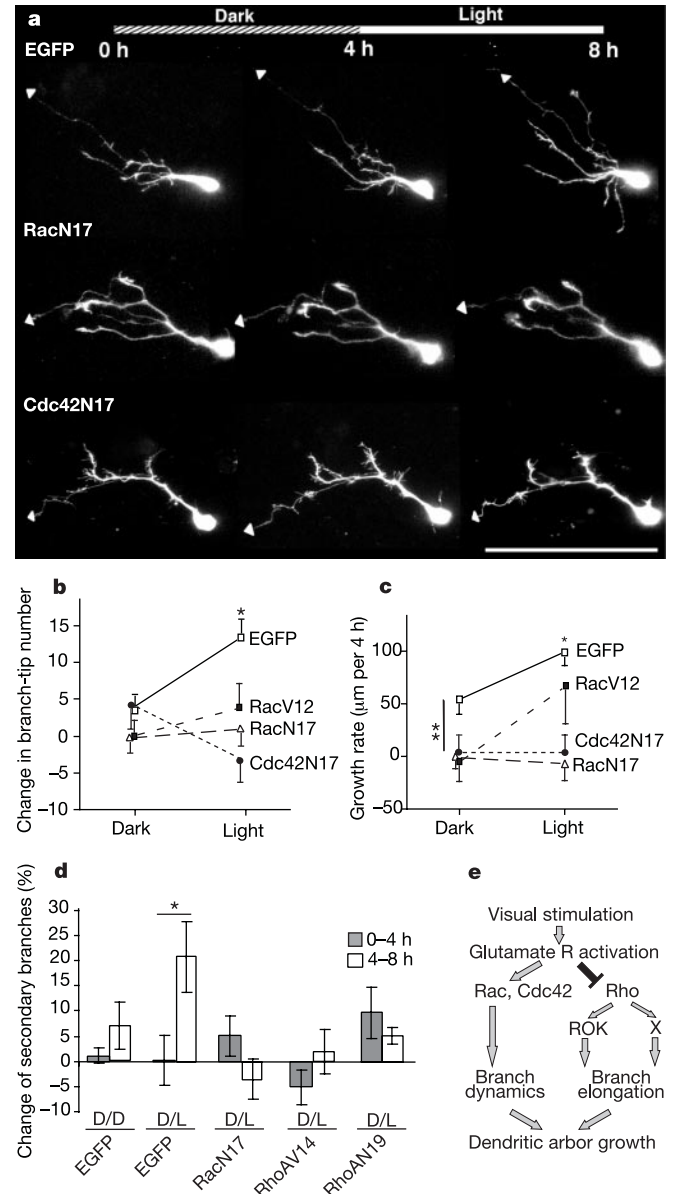 a
Dark Light
EGFP 0 h 4 h 8 h
RacN17
Cdc42N17
b
Change in branch-tip number
15
10
5
0
−5
−10
*
EGFP
RacV12
RacN17
Cdc42N17
Dark Light
c
Growth rate (μm per 4 h)
100
50
0
−50
**
*
EGFP
RacV12
Cdc42N17
RacN17
Dark Light
d
Change of secondary branches (%)
30
25
20
15
10
5
0
−5
−10
*
0–4 h
4–8 h
D/D D/L D/L D/L D/L
EGFP EGFP RacN17 RhoAV14 RhoAN19
e
Visual stimulation
Glutamate R activation
Rac, Cdc42 Rho
ROK X
Branch dynamics
Branch elongation
Dendritic arbor growth